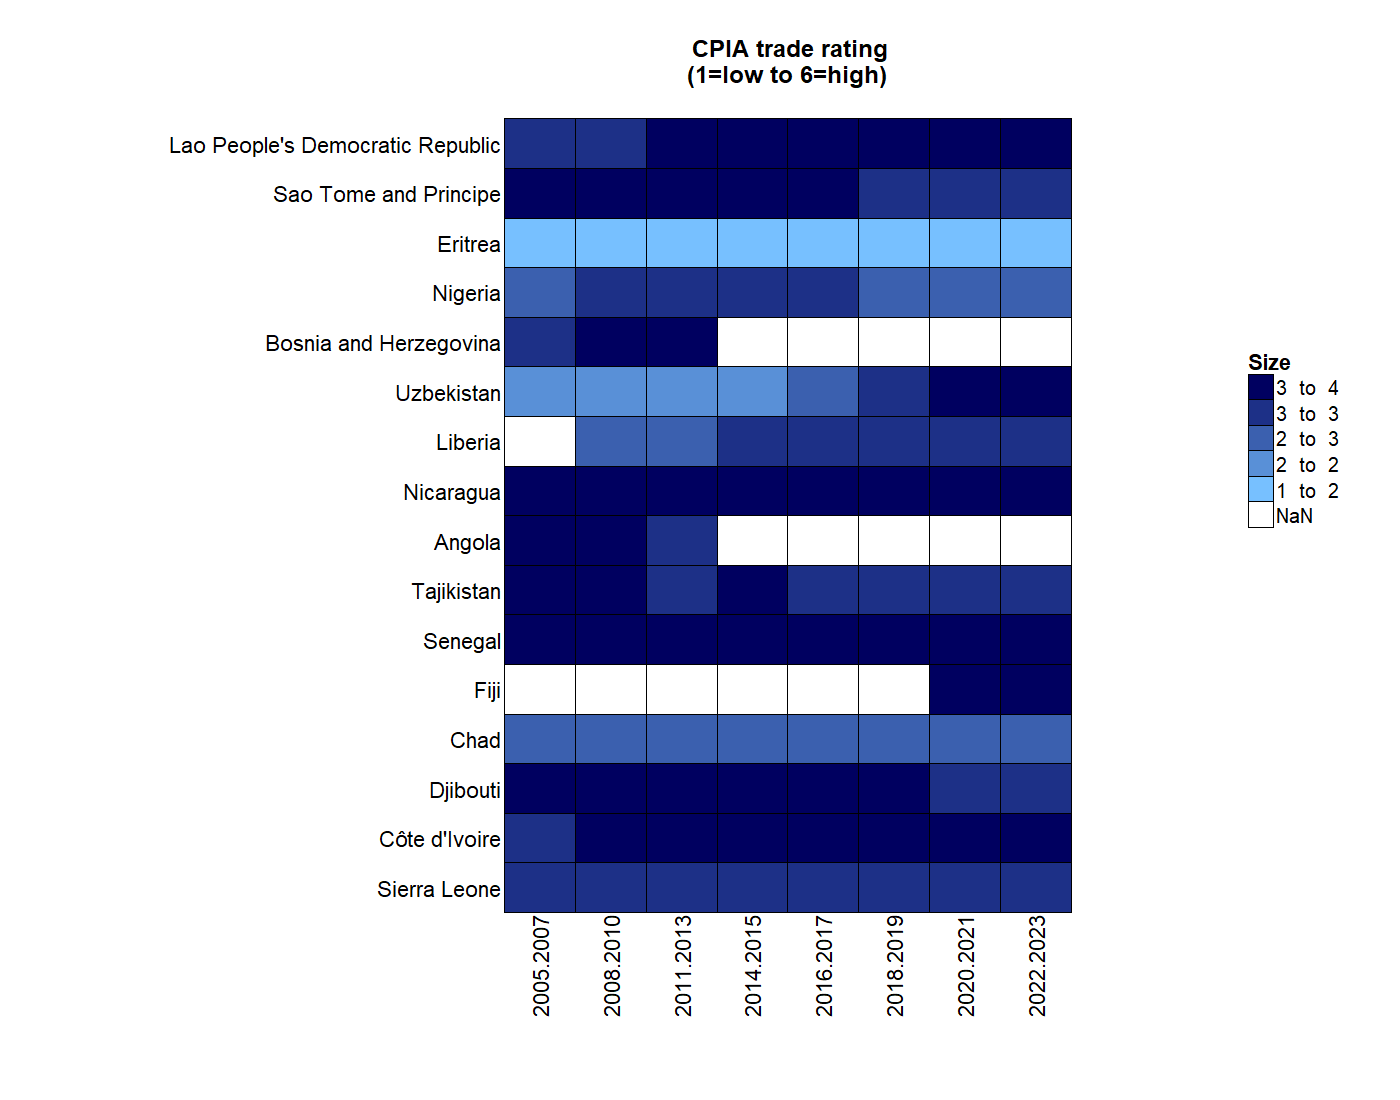 CPIA trade rating
(1=low to 6=high)
Lao People's Democratic Republic
Sao Tome and Principe
Eritrea
Nigeria
Bosnia and Herzegovina
Uzbekistan
Liberia
Nicaragua
Angola
Tajikistan
Senegal
Fiji
Chad
Djibouti
Côte d'Ivoire
Sierra Leone
2005.2007
2008.2010
2011.2013
2014.2015
2016.2017
2018.2019
2020.2021
2022.2023
Size
3 to 4
3 to 3
2 to 3
2 to 2
1 to 2
NaN